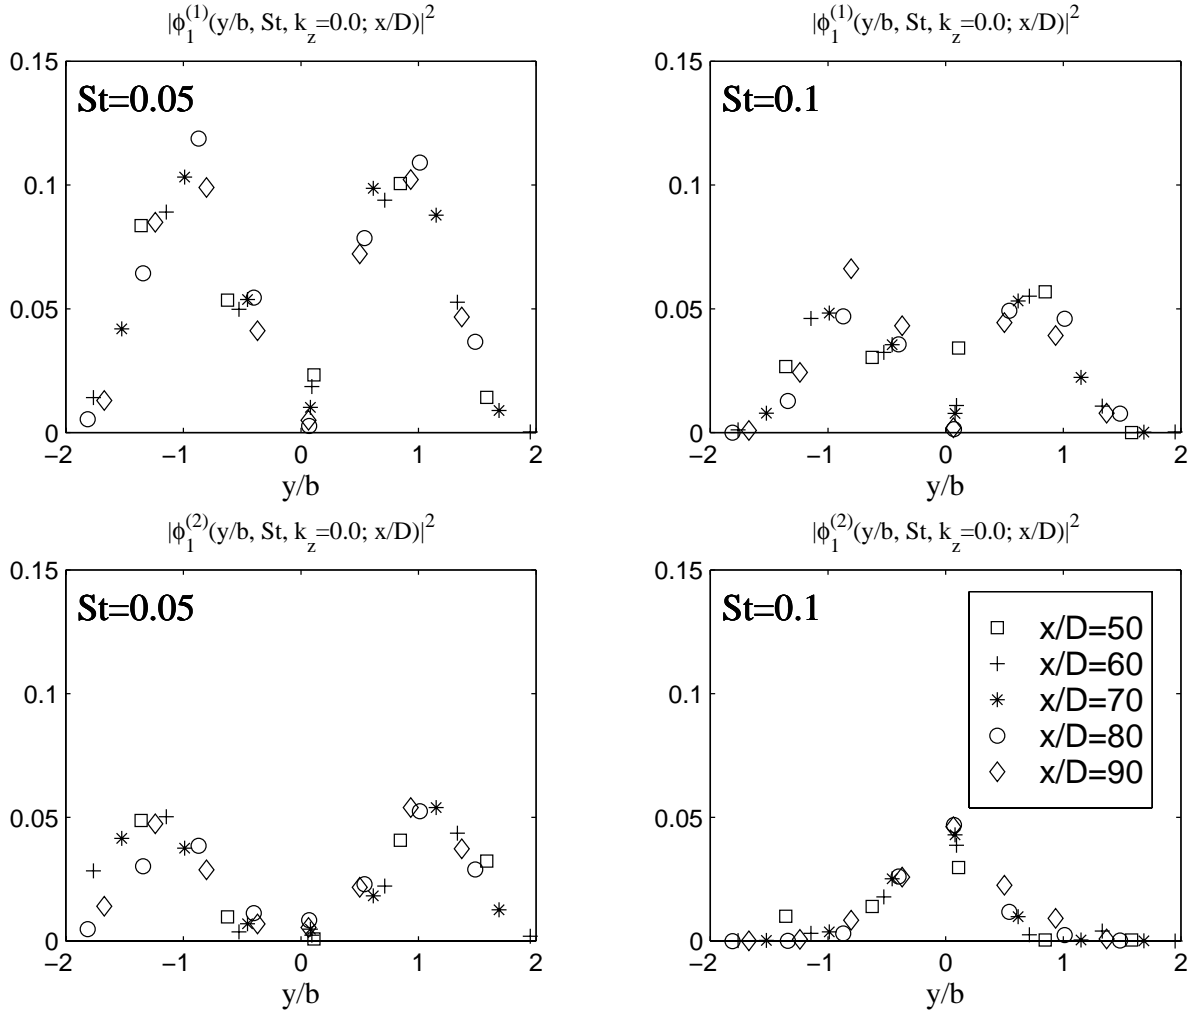 |ϕ₁⁽¹⁾(y/b, St, k_z=0.0; x/D)|²
0.15
St=0.05
0.1
0.05
0
−2 −1 0 1 2
y/b
|ϕ₁⁽¹⁾(y/b, St, k_z=0.0; x/D)|²
0.15
St=0.1
0.1
0.05
0
−2 −1 0 1 2
y/b
|ϕ₁⁽²⁾(y/b, St, k_z=0.0; x/D)|²
0.15
St=0.05
0.1
0.05
0
−2 −1 0 1 2
y/b
|ϕ₁⁽²⁾(y/b, St, k_z=0.0; x/D)|²
0.15
St=0.1
0.1
0.05
0
−2 −1 0 1 2
y/b
x/D=50
x/D=60
x/D=70
x/D=80
x/D=90